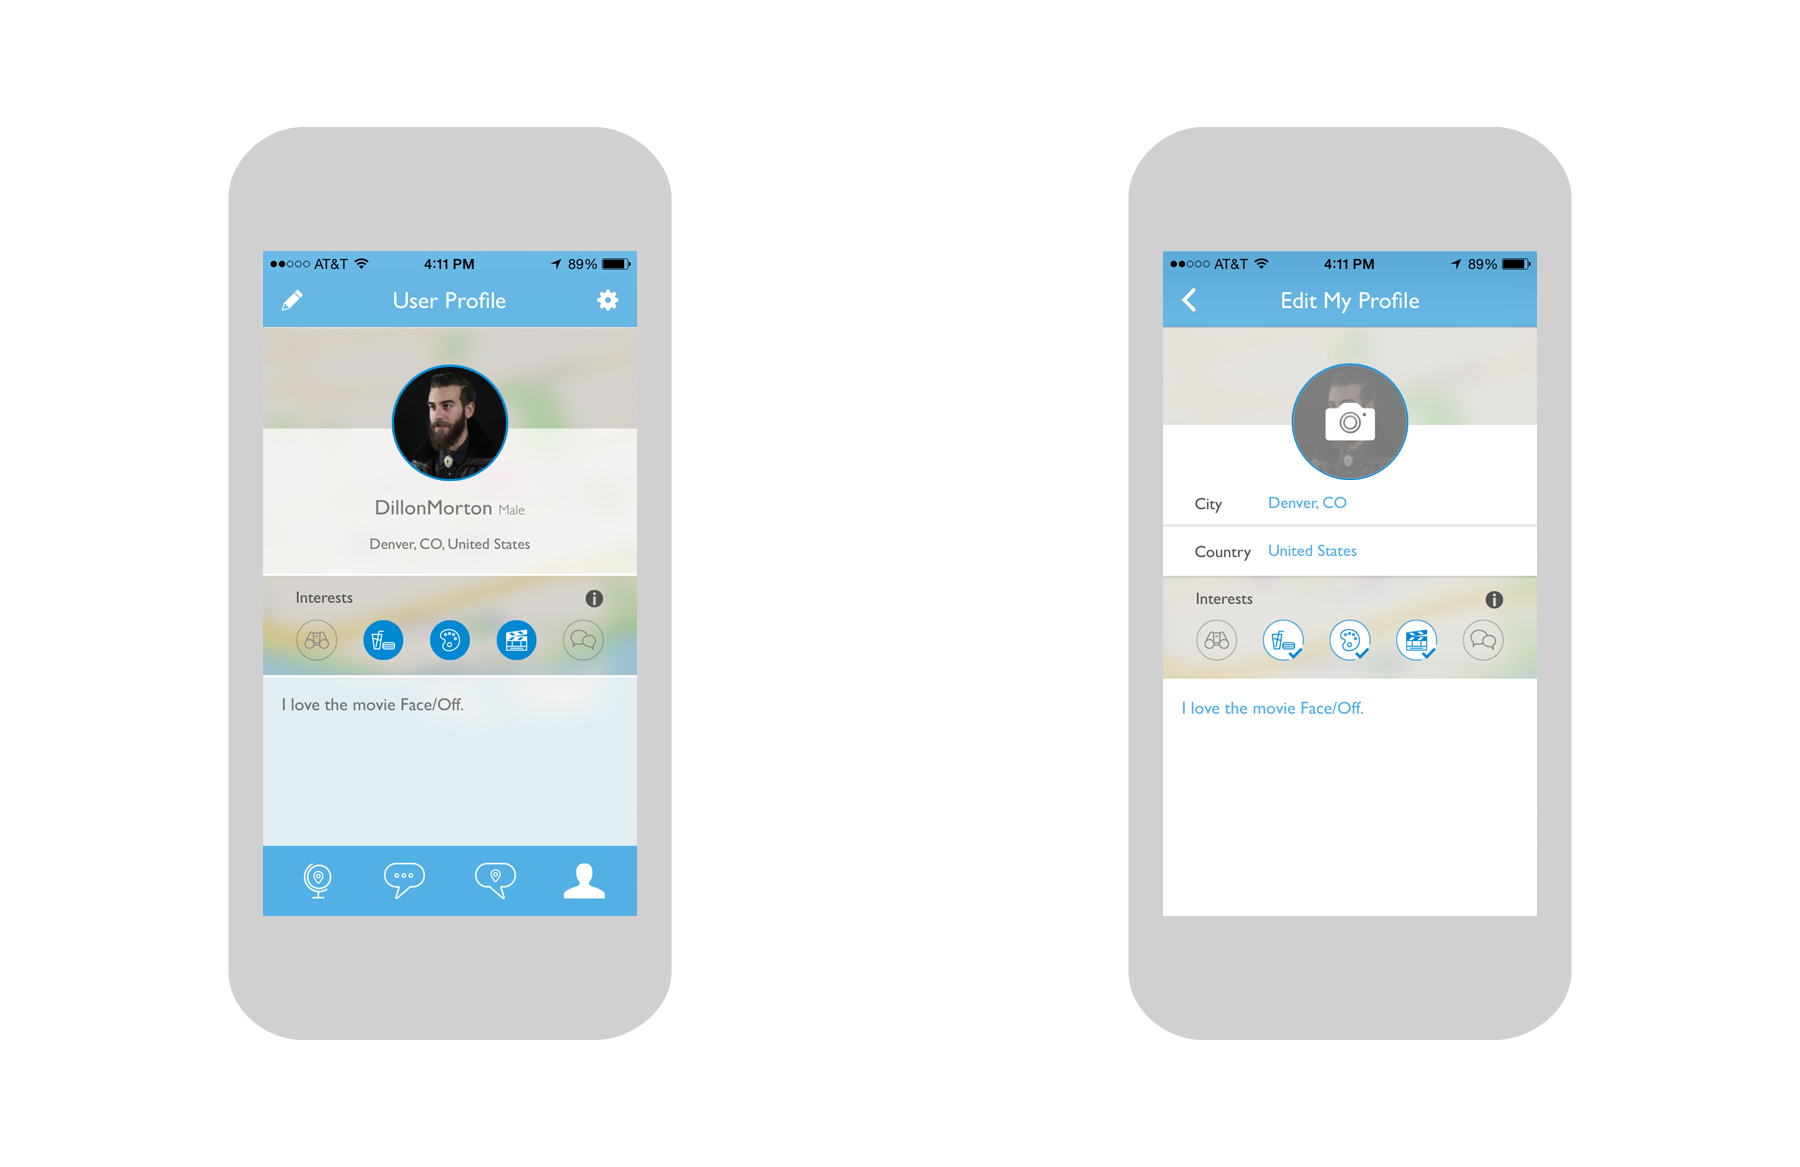 AT&T 4:11 PM 89%
User Profile
DillonMorton Male
Denver, CO, United States
Interests
I love the movie Face/Off.
AT&T 4:11 PM 89%
Edit My Profile
City Denver, CO
Country United States
Interests
I love the movie Face/Off.